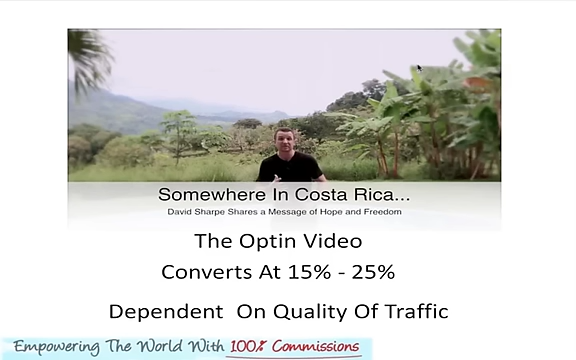 Somewhere In Costa Rica...
David Sharpe Shares a Message of Hope and Freedom
The Optin Video
Converts At 15% - 25%
Dependent On Quality Of Traffic
Empowering The World With 100% Commissions